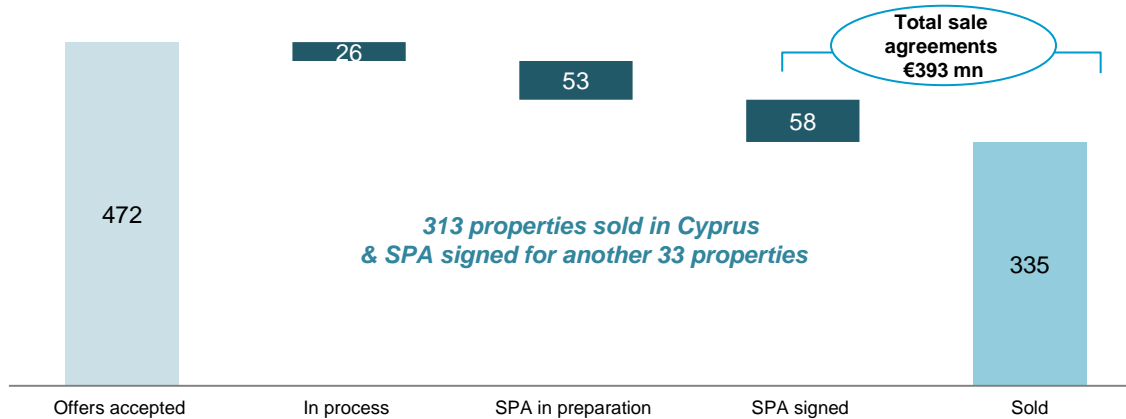 Total sale
agreements
€393 mn
26
53
58
472
313 properties sold in Cyprus
& SPA signed for another 33 properties
335
Offers accepted
In process
SPA in preparation
SPA signed
Sold